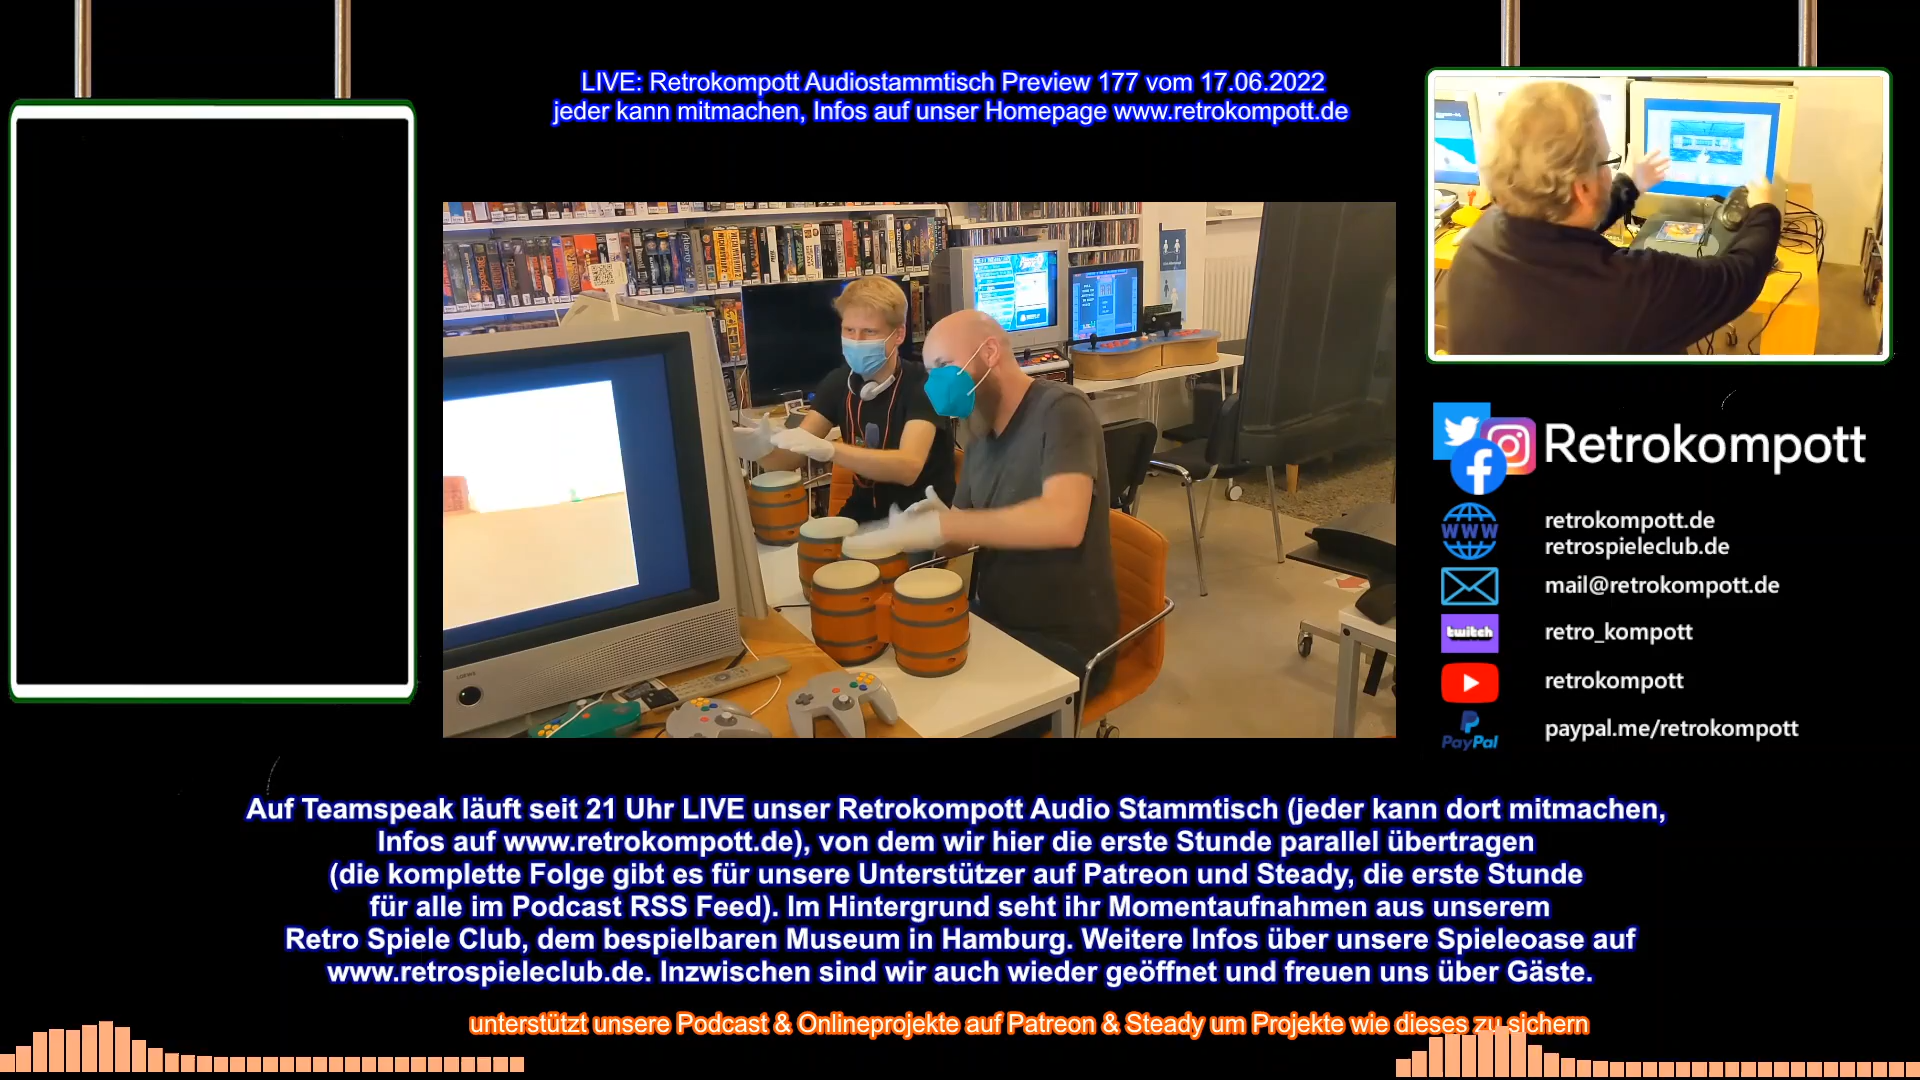 LIVE: Retrokompott Audiostammtisch Preview 177 vom 17.06.2022
jeder kann mitmachen, Infos auf unser Homepage www.retrokompott.de
Retrokompott
WWW
retrokompott.de
retrospieleclub.de
mail@retrokompott.de
twitch
retro_kompott
retrokompott
PayPal
paypal.me/retrokompott
LOEWE
Auf Teamspeak läuft seit 21 Uhr LIVE unser Retrokompott Audio Stammtisch (jeder kann dort mitmachen,
Infos auf www.retrokompott.de), von dem wir hier die erste Stunde parallel übertragen
(die komplette Folge gibt es für unsere Unterstützer auf Patreon und Steady, die erste Stunde
für alle im Podcast RSS Feed). Im Hintergrund seht ihr Momentaufnahmen aus unserem
Retro Spiele Club, dem bespielbaren Museum in Hamburg. Weitere Infos über unsere Spieleoase auf
www.retrospieleclub.de. Inzwischen sind wir auch wieder geöffnet und freuen uns über Gäste.
unterstützt unsere Podcast & Onlineprojekte auf Patreon & Steady um Projekte wie dieses zu sichern